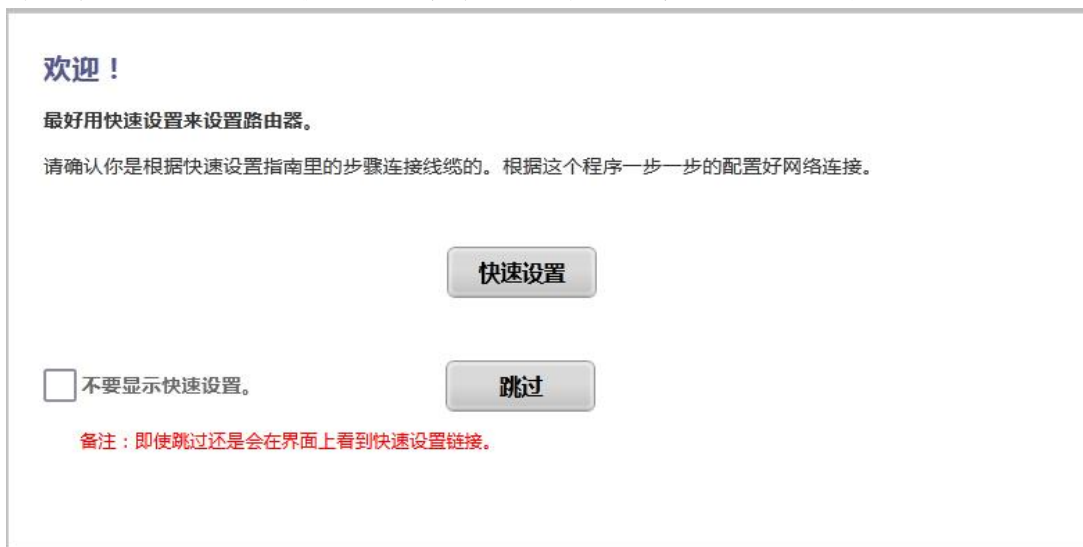 欢迎！
最好用快速设置来设置路由器。
请确认你是根据快速设置指南里的步骤连接线缆的。根据这个程序一步一步的配置好网络连接。
快速设置
不要显示快速设置。
跳过
备注：即使跳过还是会在界面上看到快速设置链接。